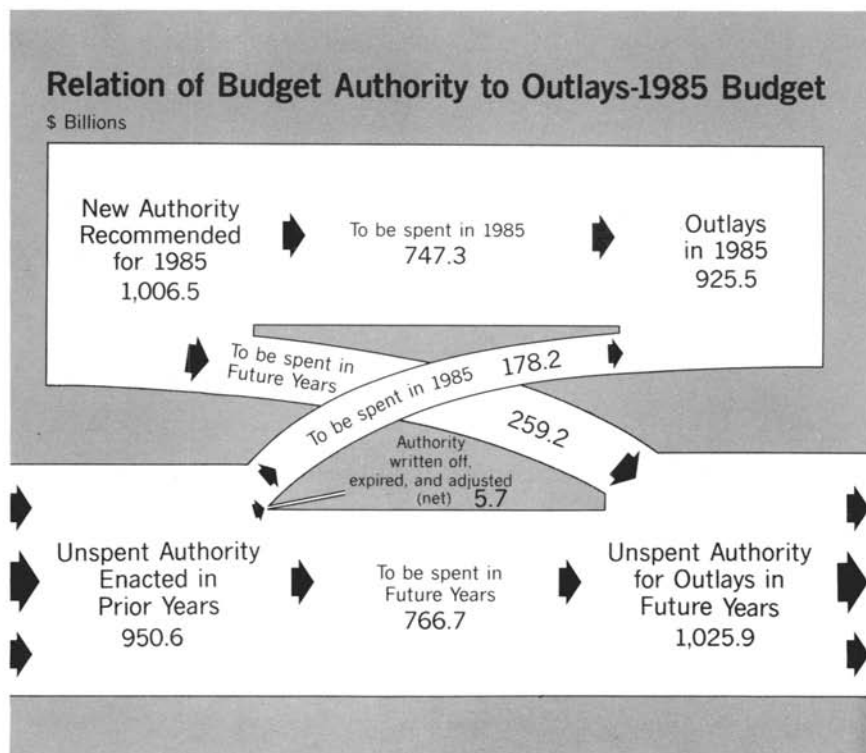 Relation of Budget Authority to Outlays-1985 Budget
$ Billions
New Authority
Recommended
for 1985
1,006.5
To be spent in 1985
747.3
Outlays
in 1985
925.5
To be spent in
Future Years
259.2
To be spent in 1985 178.2
Authority
written off,
expired, and adjusted
(net) 5.7
Unspent Authority
Enacted in
Prior Years
950.6
To be spent in
Future Years
766.7
Unspent Authority
for Outlays in
Future Years
1,025.9